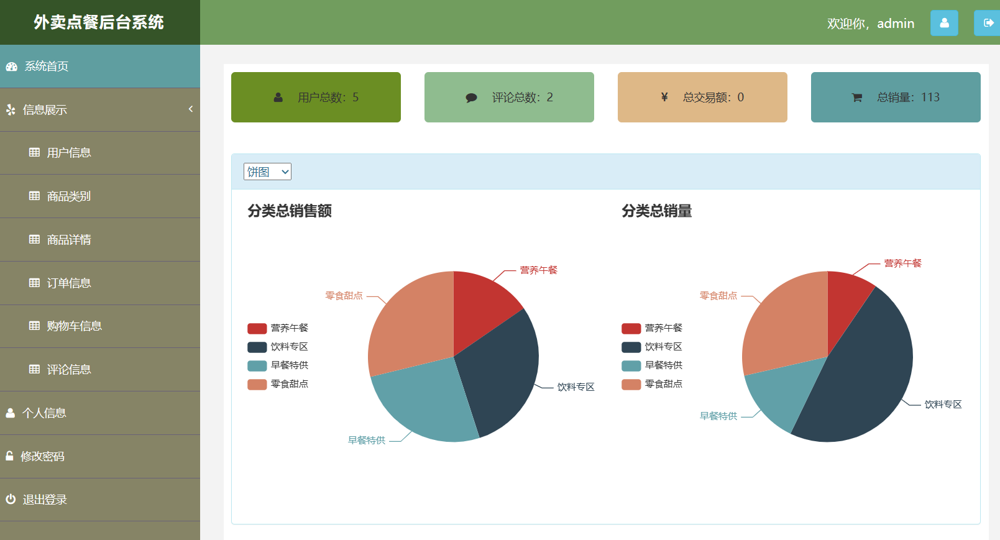 外卖点餐后台系统
欢迎你，admin
系统首页
信息展示
用户信息
商品类别
商品详情
订单信息
购物车信息
评论信息
个人信息
修改密码
退出登录
用户总数：5
评论总数：2
¥ 总交易额：0
总销量：113
饼图
分类总销售额
营养午餐
饮料专区
早餐特供
零食甜点
营养午餐
零食甜点
饮料专区
早餐特供
分类总销量
营养午餐
饮料专区
早餐特供
零食甜点
营养午餐
零食甜点
饮料专区
早餐特供